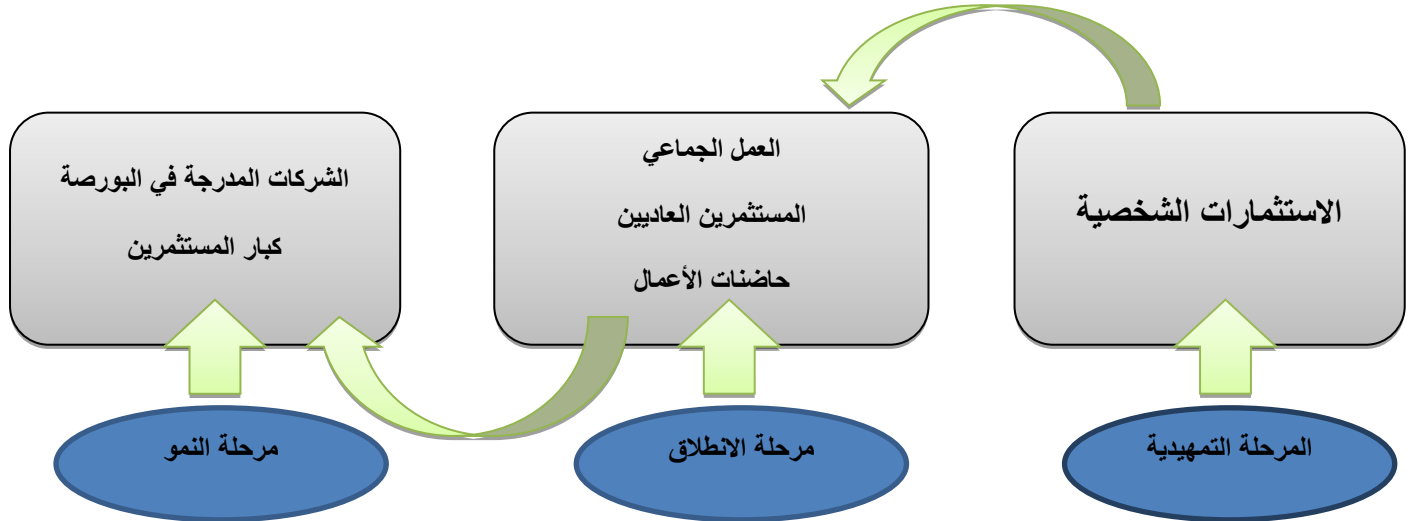 الاستثمارات الشخصية
العمل الجماعي
المستثمرين العاديين
حاضنات الأعمال
الشركات المدرجة في البورصة
كبار المستثمرين
المرحلة التمهيدية
مرحلة الانطلاق
مرحلة النمو